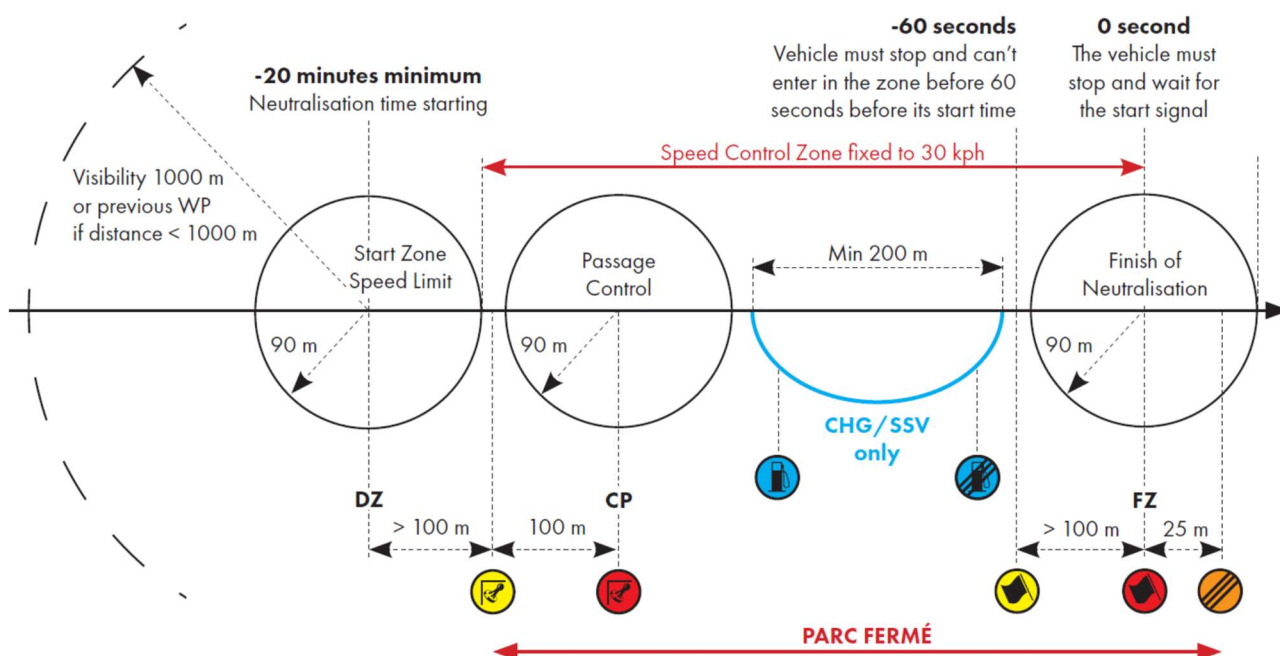 -60 seconds
Vehicle must stop and can't
enter in the zone before 60
seconds before its start time
0 second
The vehicle must
stop and wait for
the start signal
-20 minutes minimum
Neutralisation time starting
Speed Control Zone fixed to 30 kph
Visibility 1000 m
or previous WP
if distance < 1000 m
Start Zone
Speed Limit
Passage
Control
Min 200 m
Finish of
Neutralisation
90 m
90 m
90 m
CHG/SSV
only
DZ
CP
FZ
> 100 m
100 m
> 100 m
25 m
PARC FERMÉ